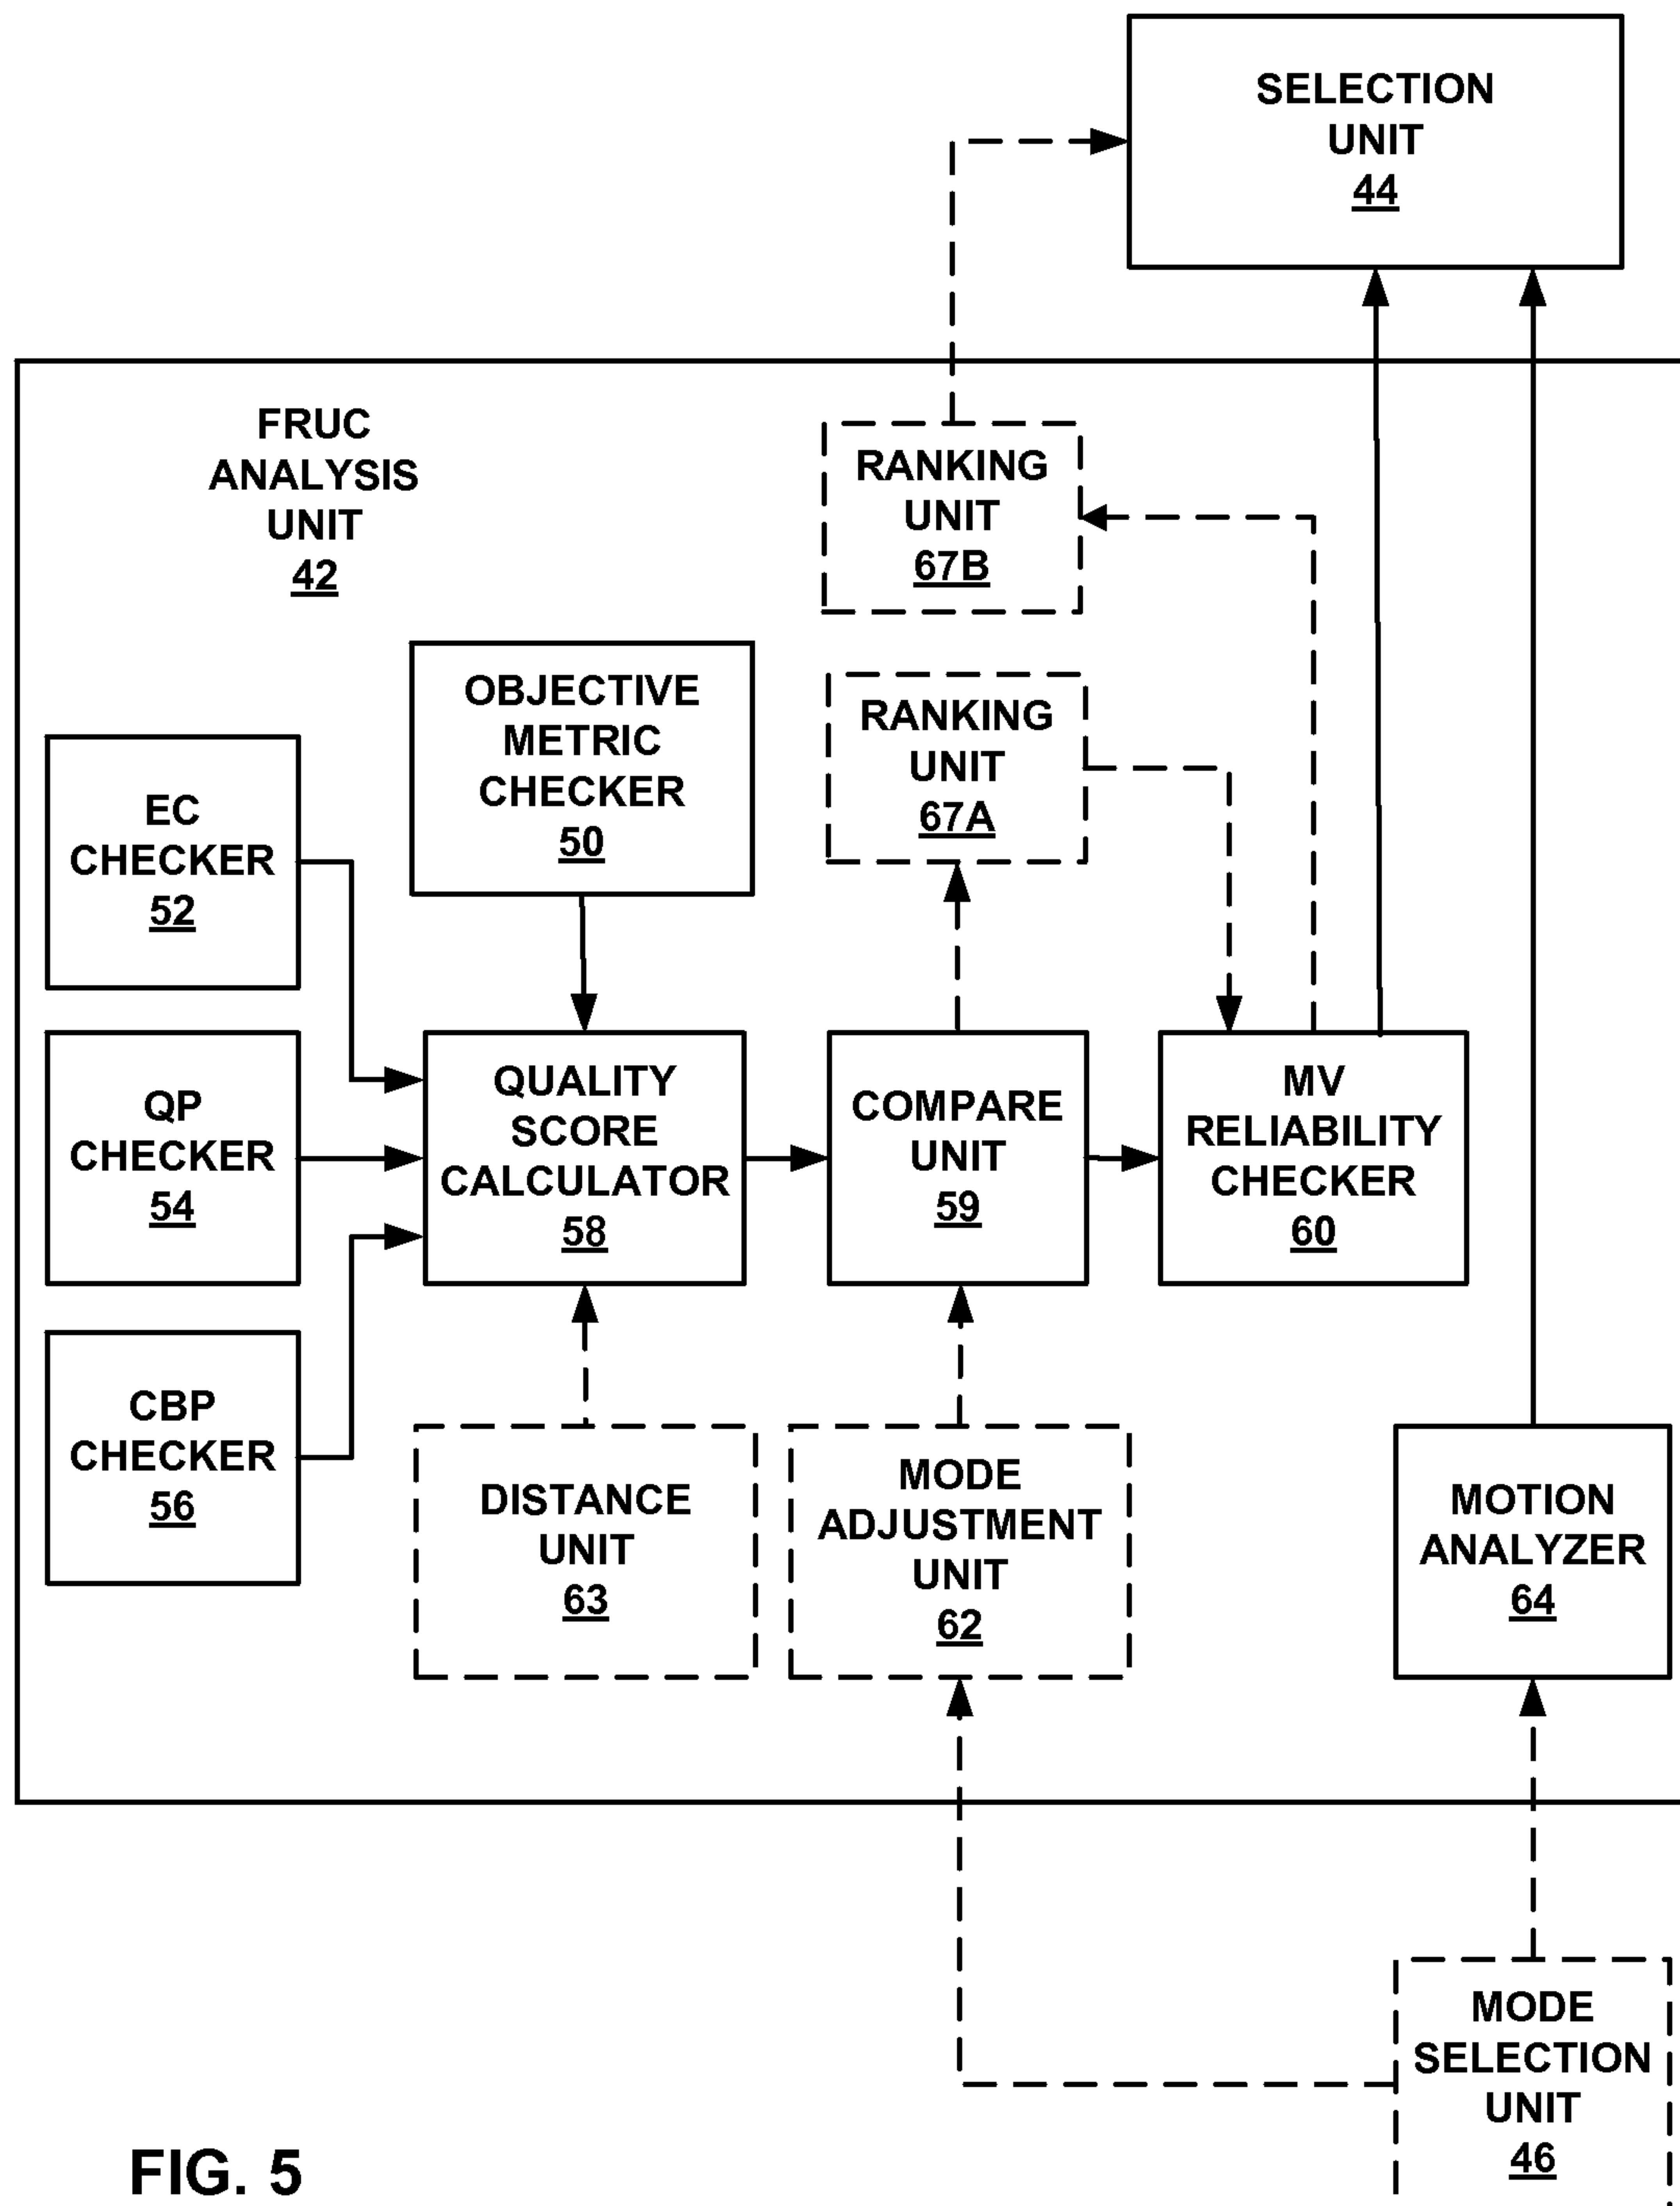 SELECTION
UNIT
44
FRUC
ANALYSIS
UNIT
42
RANKING
UNIT
67B
OBJECTIVE
METRIC
CHECKER
50
RANKING
UNIT
67A
EC
CHECKER
52
QP
CHECKER
54
QUALITY
SCORE
CALCULATOR
58
COMPARE
UNIT
59
MV
RELIABILITY
CHECKER
60
CBP
CHECKER
56
DISTANCE
UNIT
63
MODE
ADJUSTMENT
UNIT
62
MOTION
ANALYZER
64
MODE
SELECTION
UNIT
46
FIG. 5